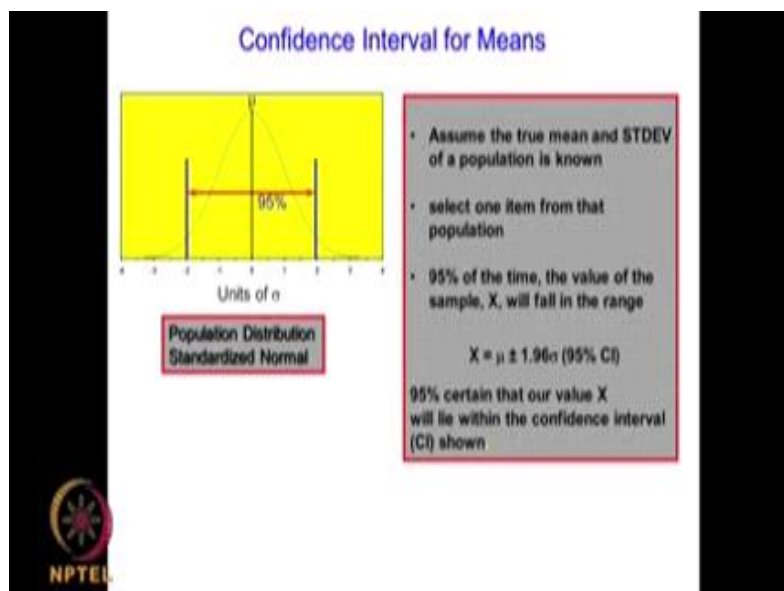 Confidence Interval for Means
μ
95%
Units of σ
Population Distribution
Standardized Normal
• Assume the true mean and STDEV
of a population is known
• select one item from that
population
• 95% of the time, the value of the
sample, X, will fall in the range
X = μ ± 1.96σ (95% CI)
95% certain that our value X
will lie within the confidence interval
(CI) shown
NPTEL